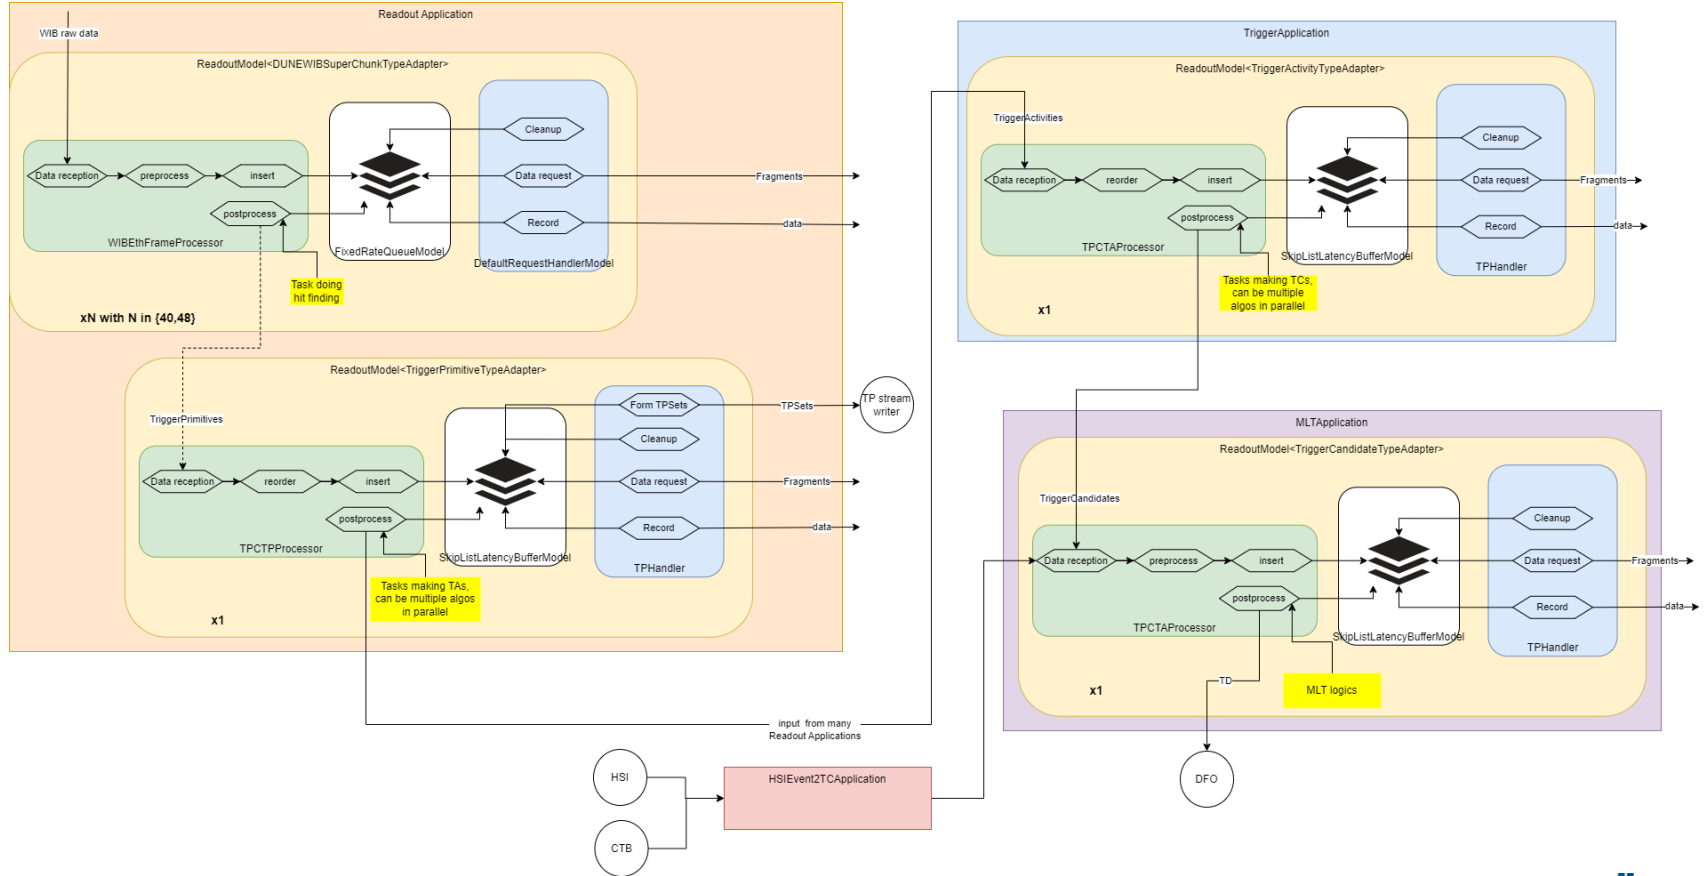 Readout Application
WIB raw data
ReadoutModel<DUNEWIBSuperChunkTypeAdapter>
Cleanup
Data reception
preprocess
insert
Data request
Fragments
postprocess
Record
data
WIBEthFrameProcessor
FixedRateQueueModel
DefaultRequestHandlerModel
Task doing
hit finding
xN with N in {40,48}
ReadoutModel<TriggerPrimitiveTypeAdapter>
Form TPSets
TPSets
TP stream
writer
TriggerPrimitives
Cleanup
Data reception
reorder
insert
Data request
Fragments
postprocess
Record
data
TPCTPProcessor
SkipListLatencyBufferModel
TPHandler
Tasks making TAs,
can be multiple algos
in parallel
x1
input from many
Readout Applications
TriggerApplication
ReadoutModel<TriggerActivityTypeAdapter>
TriggerActivities
Cleanup
Data reception
reorder
insert
Data request
Fragments
postprocess
Record
data
TPCTAProcessor
SkipListLatencyBufferModel
TPHandler
Tasks making TCs,
can be multiple
algos in parallel
x1
MLTApplication
ReadoutModel<TriggerCandidateTypeAdapter>
TriggerCandidates
Cleanup
Data reception
preprocess
insert
Data request
Fragments
postprocess
Record
data
TPCTAProcessor
SkipListLatencyBufferModel
TPHandler
TD
MLT logics
x1
HSI
HSIEvent2TCApplication
DFO
CTB